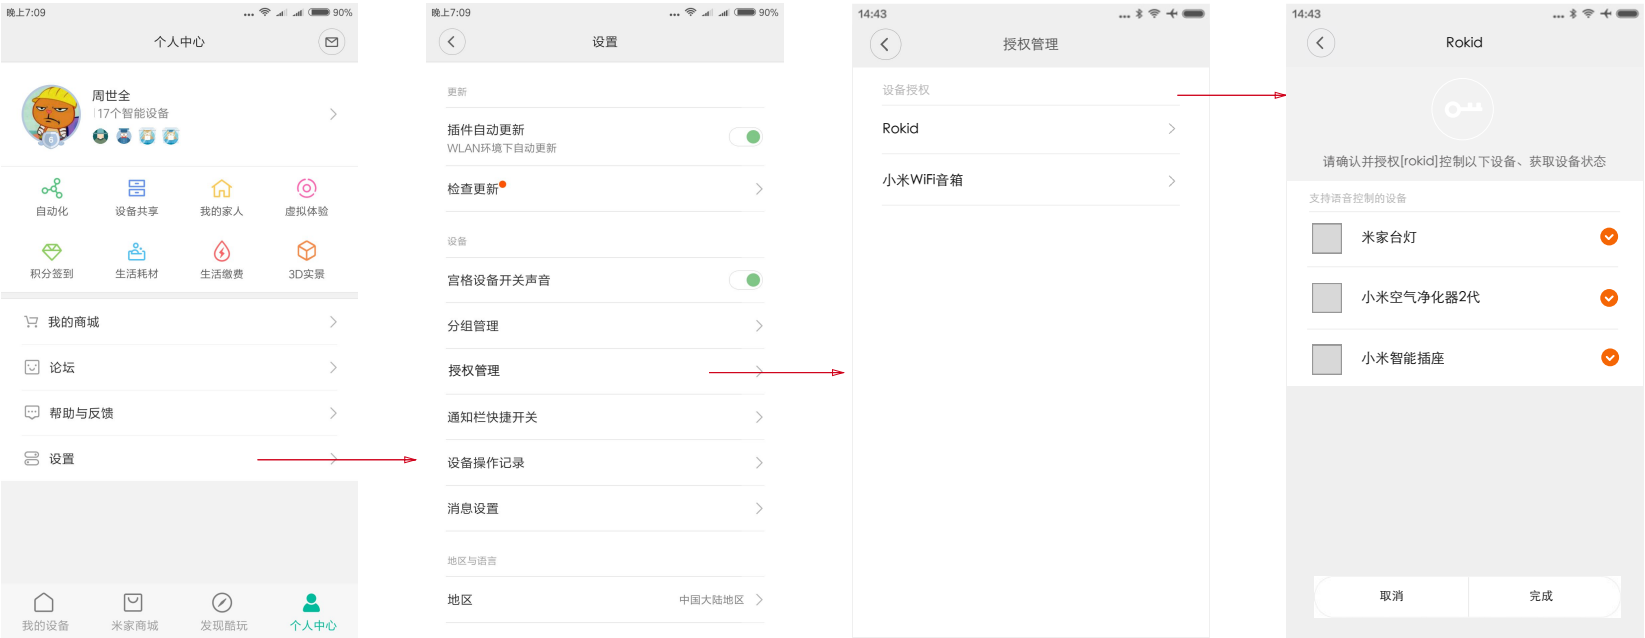 晚上7:09
90%
个人中心
周世全
17个智能设备
6
自动化
设备共享
我的家人
虚拟体验
积分签到
生活耗材
生活缴费
3D实景
我的商城
论坛
帮助与反馈
设置
我的设备
米家商城
发现酷玩
个人中心
晚上7:09
90%
设置
更新
插件自动更新
WLAN环境下自动更新
检查更新
设备
宫格设备开关声音
分组管理
授权管理
通知栏快捷开关
设备操作记录
消息设置
地区与语言
地区
中国大陆地区
14:43
授权管理
设备授权
Rokid
小米WiFi音箱
14:43
Rokid
请确认并授权[rokid]控制以下设备、获取设备状态
支持语音控制的设备
米家台灯
小米空气净化器2代
小米智能插座
取消
完成